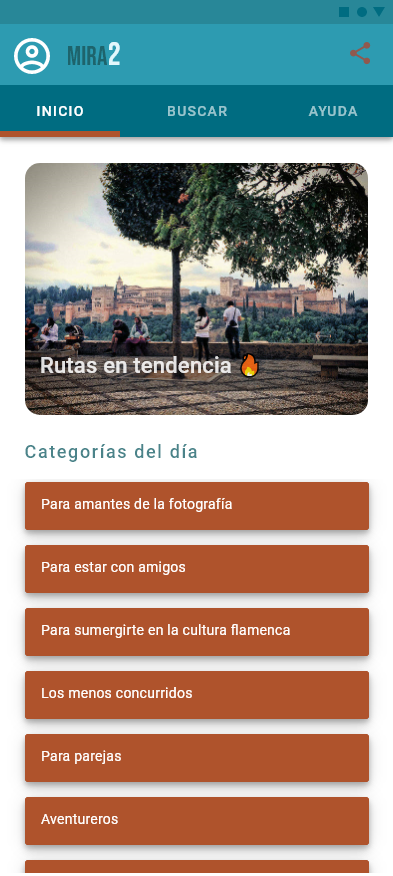 MIRA2
INICIO
BUSCAR
AYUDA
Rutas en tendencia 🔥
Categorías del día
Para amantes de la fotografía
Para estar con amigos
Para sumergirte en la cultura flamenca
Los menos concurridos
Para parejas
Aventureros